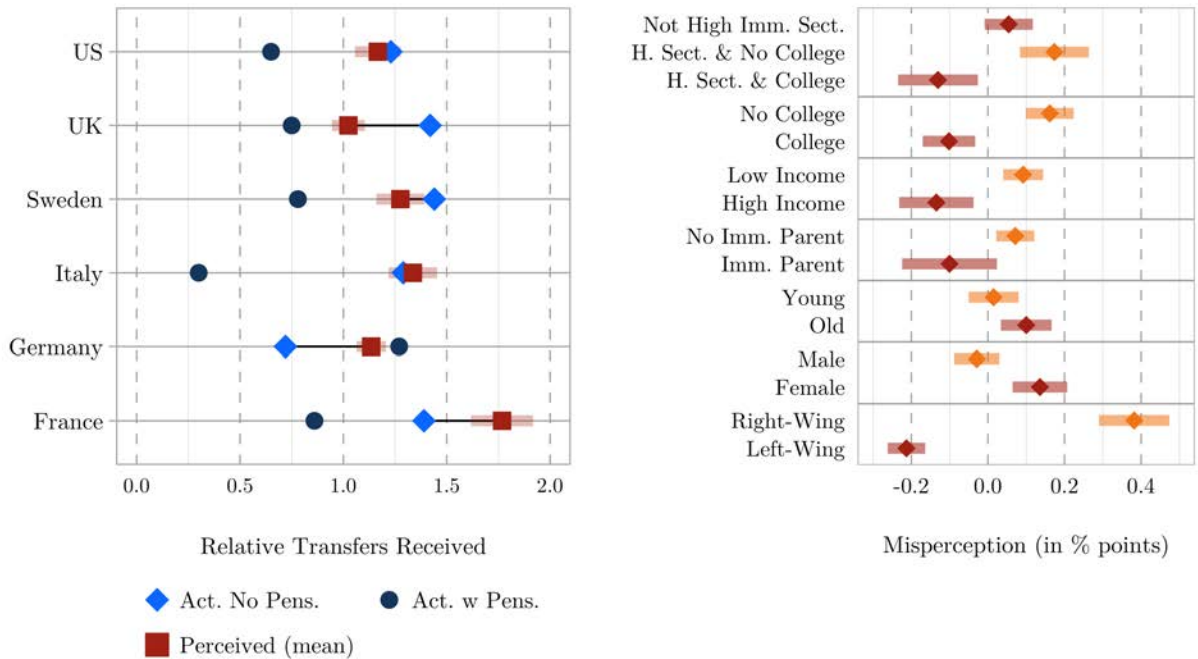 US
UK
Sweden
Italy
Germany
France
0.0 0.5 1.0 1.5 2.0
Relative Transfers Received
Act. No Pens. Act. w Pens.
Perceived (mean)
Not High Imm. Sect.
H. Sect. & No College
H. Sect. & College
No College
College
Low Income
High Income
No Imm. Parent
Imm. Parent
Young
Old
Male
Female
Right-Wing
Left-Wing
-0.2 0.0 0.2 0.4
Misperception (in % points)